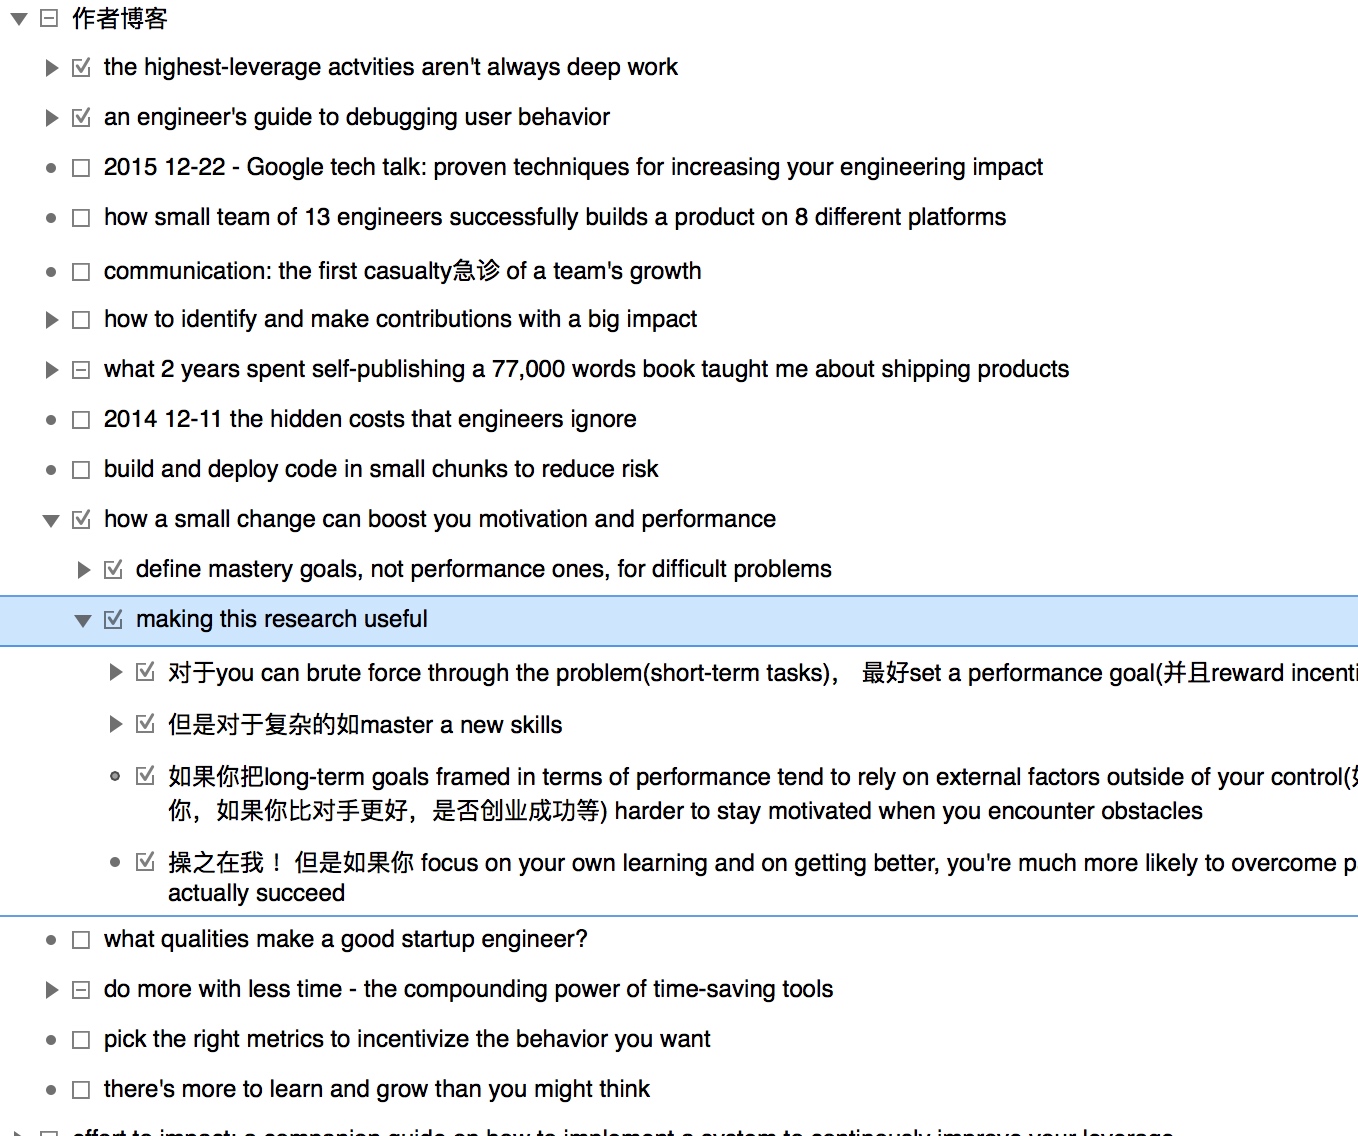 作者博客
the highest-leverage actvities aren't always deep work
an engineer's guide to debugging user behavior
2015 12-22 - Google tech talk: proven techniques for increasing your engineering impact
how small team of 13 engineers successfully builds a product on 8 different platforms
communication: the first casualty急诊 of a team's growth
how to identify and make contributions with a big impact
what 2 years spent self-publishing a 77,000 words book taught me about shipping products
2014 12-11 the hidden costs that engineers ignore
build and deploy code in small chunks to reduce risk
how a small change can boost you motivation and performance
define mastery goals, not performance ones, for difficult problems
making this research useful
对于you can brute force through the problem(short-term tasks)， 最好set a performance goal(并且reward
但是对于复杂的如master a new skills
如果你把long-term goals framed in terms of performance tend to rely on external factors outside of your control(
你，如果你比对手更好，是否创业成功等) harder to stay motivated when you encounter obstacles
操之在我！但是如果你 focus on your own learning and on getting better, you're much more likely to overcome
actually succeed
what qualities make a good startup engineer?
do more with less time - the compounding power of time-saving tools
pick the right metrics to incentivize the behavior you want
there's more to learn and grow than you might think
effort to impact: a companion guide on how to implement a system to continously improve your leverage